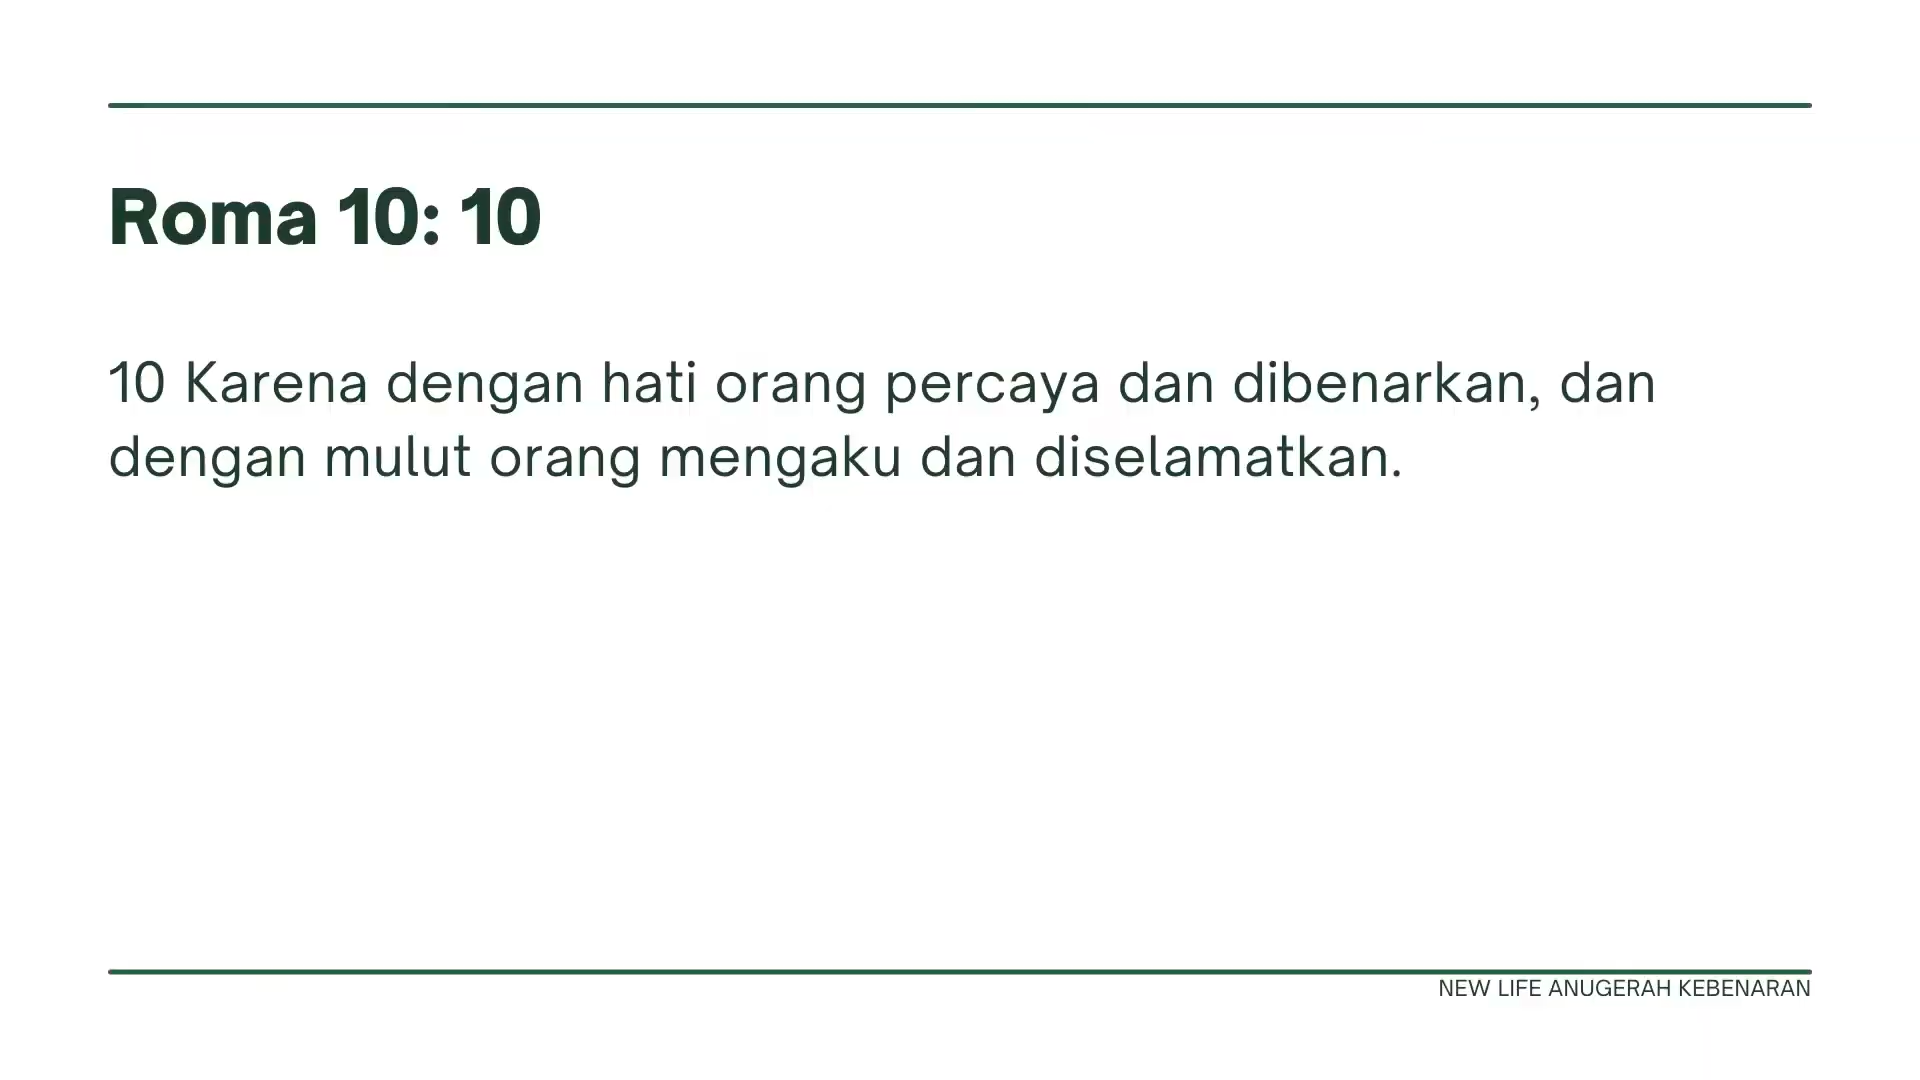 Roma 10: 10
10 Karena dengan hati orang percaya dan dibenarkan, dan
dengan mulut orang mengaku dan diselamatkan.
NEW LIFE ANUGERAH KEBENARAN